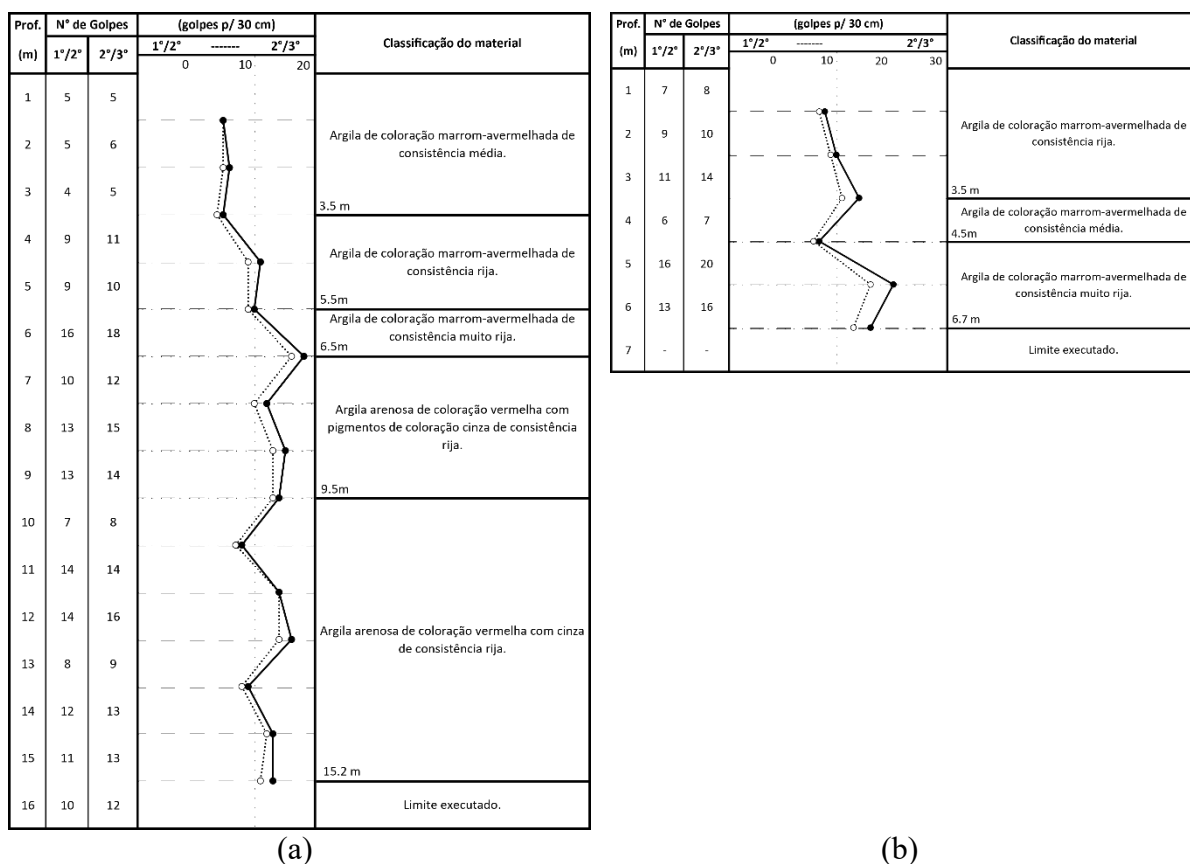 Prof. N° de Golpes (golpes p/ 30 cm) Classificação do material
(m) 1°/2° 2°/3° 1°/2° ------- 2°/3°
0 10 20
1 5 5
2 5 6
3 4 5
Argila de coloração marrom-avermelhada de
consistência média.
3.5 m
4 9 11
5 9 10
Argila de coloração marrom-avermelhada de
consistência rija.
5.5m
6 16 18
Argila de coloração marrom-avermelhada de
consistência muito rija.
6.5m
7 10 12
8 13 15
9 13 14
Argila arenosa de coloração vermelha com
pigmentos de coloração cinza de consistência
rija.
9.5m
10 7 8
11 14 14
12 14 16
13 8 9
14 12 13
15 11 13
Argila arenosa de coloração vermelha com cinza
de consistência rija.
15.2 m
16 10 12 Limite executado.
(a)
Prof. N° de Golpes (golpes p/ 30 cm) Classificação do material
(m) 1°/2° 2°/3° 1°/2° ------- 2°/3°
0 10 20 30
1 7 8
2 9 10
3 11 14
Argila de coloração marrom-avermelhada de
consistência rija.
3.5 m
4 6 7
Argila de coloração marrom-avermelhada de
consistência média.
4.5m
5 16 20
6 13 16
Argila de coloração marrom-avermelhada de
consistência muito rija.
6.7 m
7 - - Limite executado.
(b)